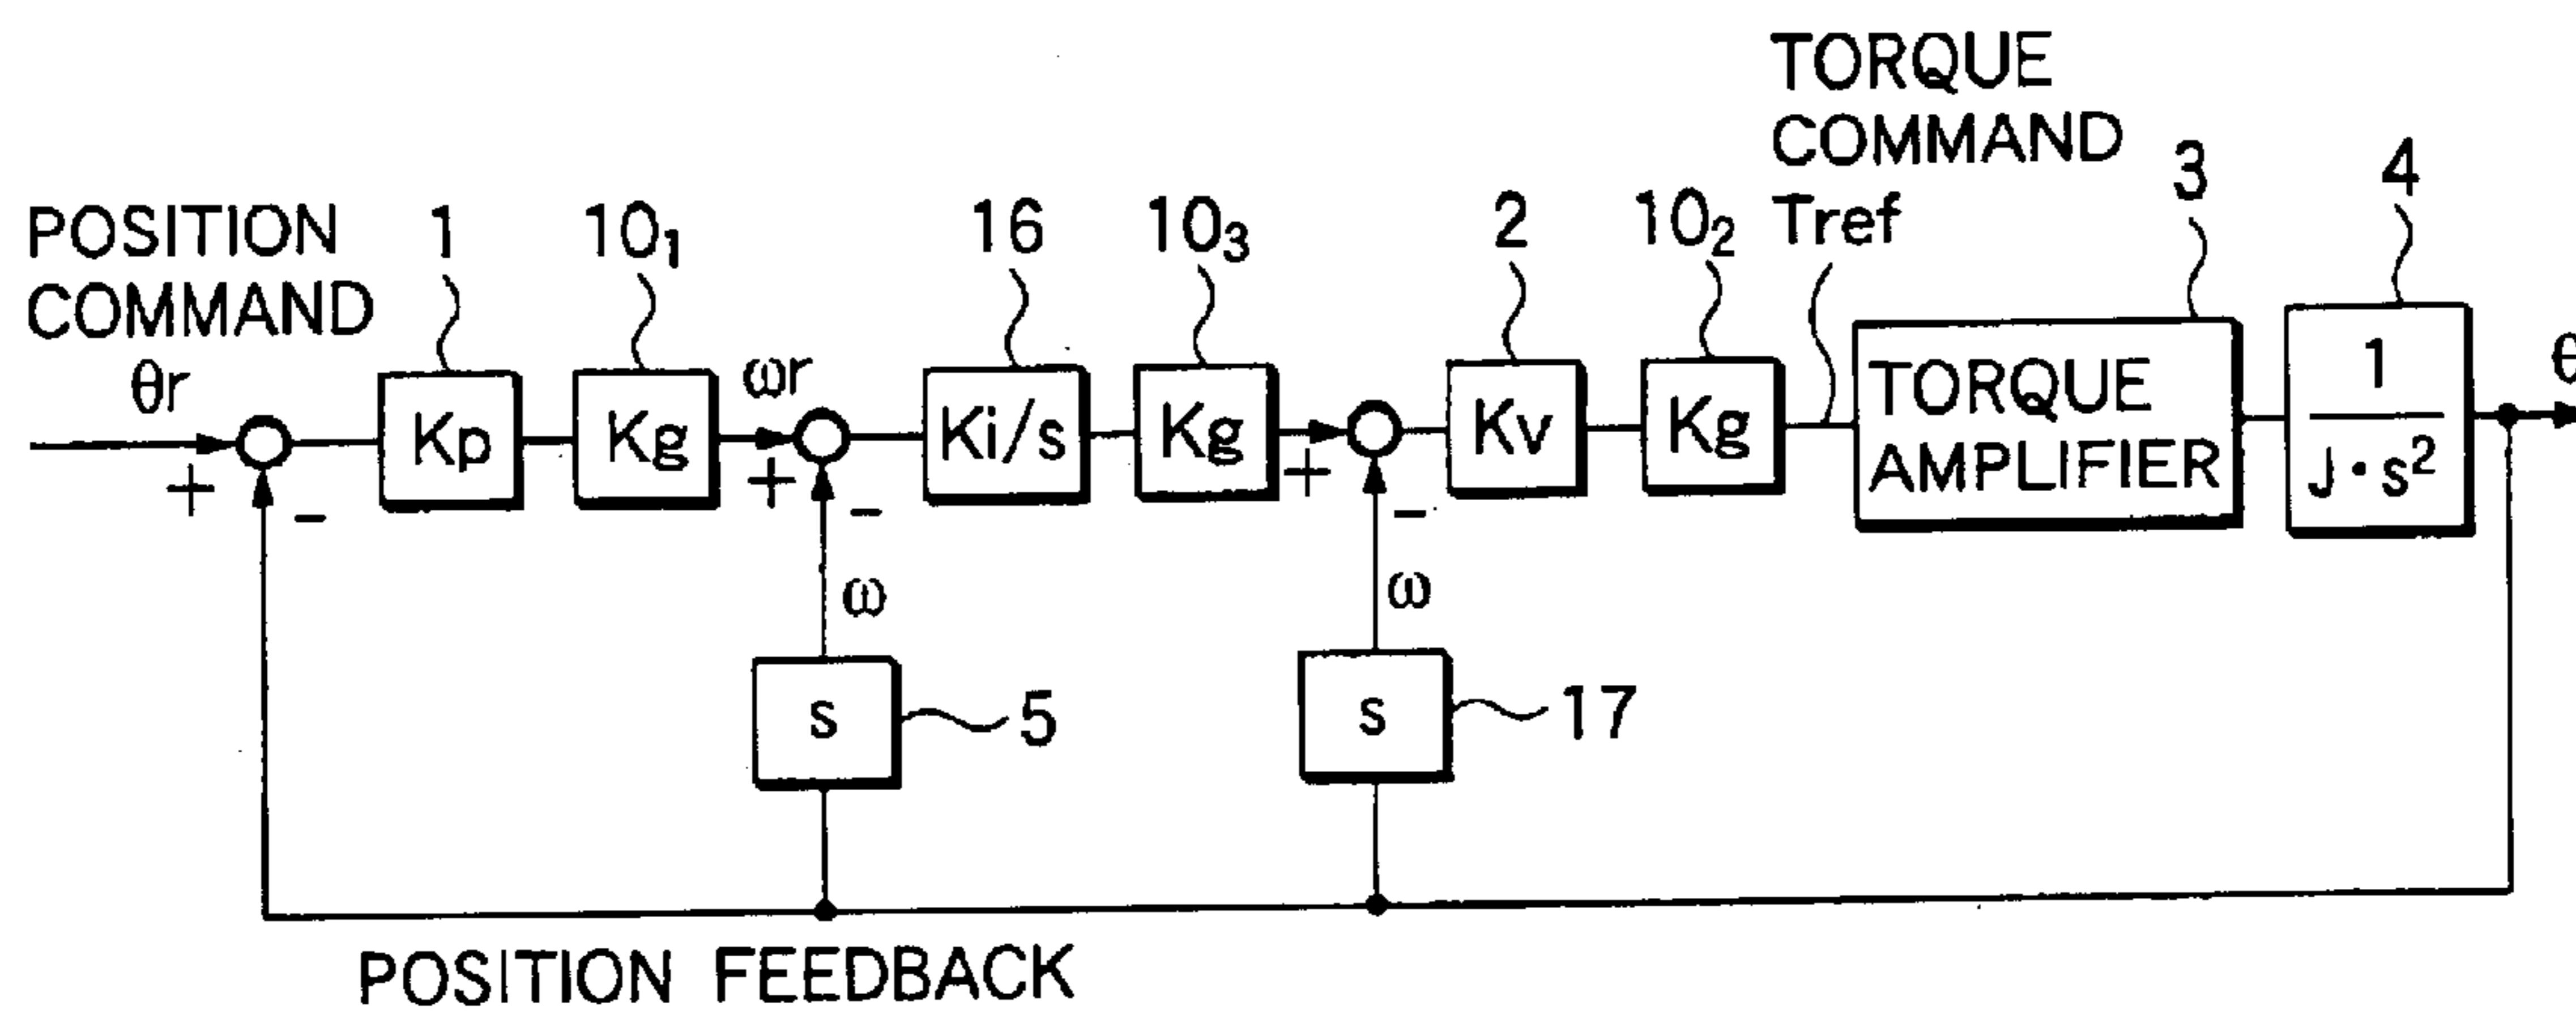 TORQUE
COMMAND
Tref
POSITION
COMMAND
θr
1
10₁
ωr
16
10₃
2
10₂
3
4
+
-
Kp
Kg
+
-
Ki/s
Kg
+
-
Kv
Kg
TORQUE
AMPLIFIER
1
J·s²
θ
ω
ω
s
5
s
17
POSITION FEEDBACK